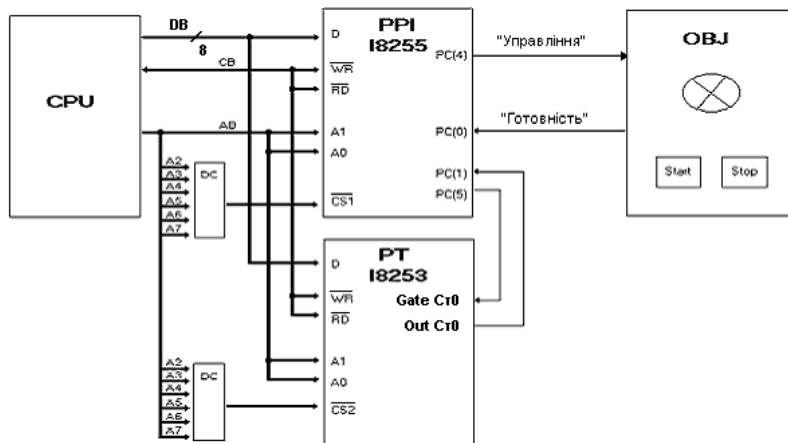 CPU
DB
8
CB
AB
A2
A3
A4
A5
A6
A7
DC
A2
A3
A4
A5
A6
A7
DC
PPI
I8255
D
WR
RD
A1
A0
CS1
PC(4)
PC(0)
PC(1)
PC(5)
PT
I8253
D
WR
RD
A1
A0
CS2
Gate Ст0
Out Ст0
"Управління"
"Готовність"
OBJ
Start
Stop